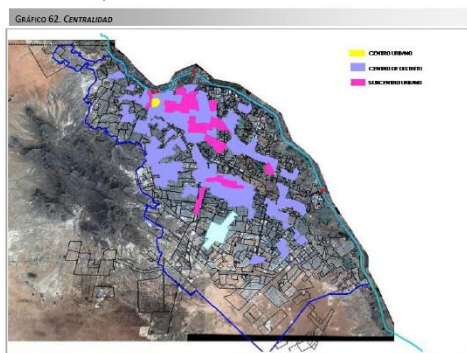 GRÁFICO 62. CENTRALIDAD
CENTRO URBANO
CENTRO DE DISTRITO
SUBCENTRO URBANO